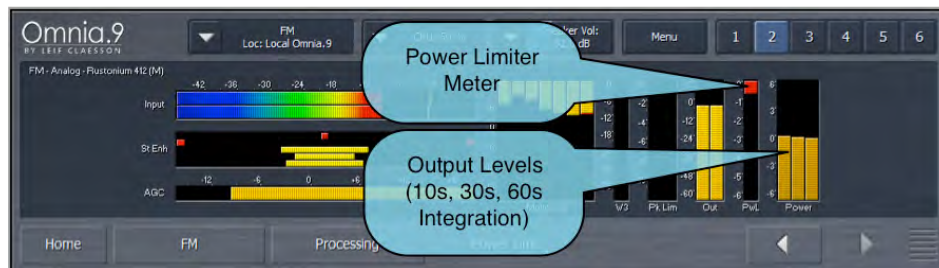 Omnia.9
BY LEIF CLAESSON
FM
Loc: Local Omnia.9
Menu
1 2 3 4 5 6
Power Limiter
Meter
FM - Analog - Rustonium 412 (M)
-42 -36 -30 -24 -18
Input
St Enh
-12 -6 0 +6
AGC
Output Levels
(10s, 30s, 60s
Integration)
W3 Pk Lim Out PwL Power
Home FM Processing